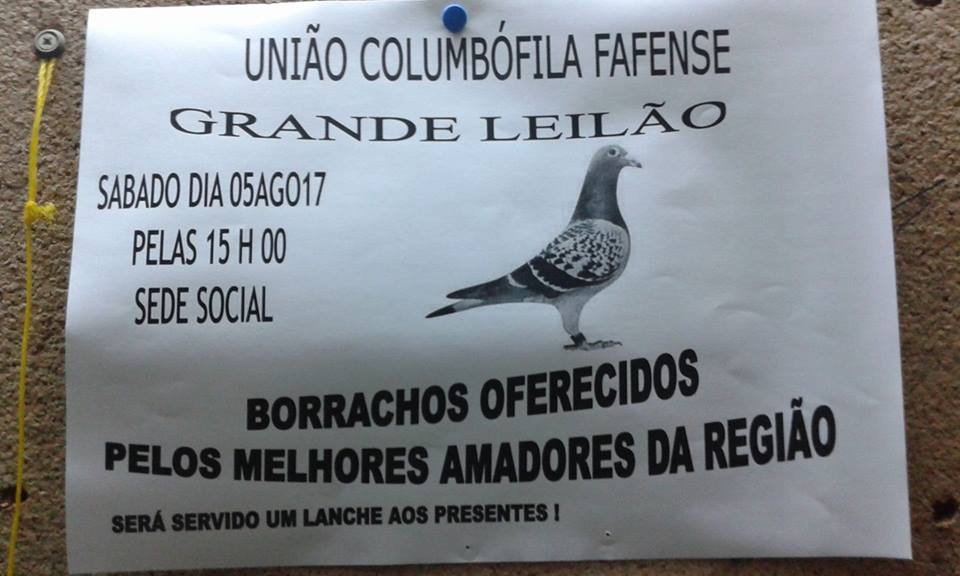 UNIÃO COLUMBÓFILA FAFENSE
GRANDE LEILÃO
SABADO DIA 05AGO17
PELAS 15 H 00
SEDE SOCIAL
BORRACHOS OFERECIDOS
PELOS MELHORES AMADORES DA REGIÃO
SERÁ SERVIDO UM LANCHE AOS PRESENTES !